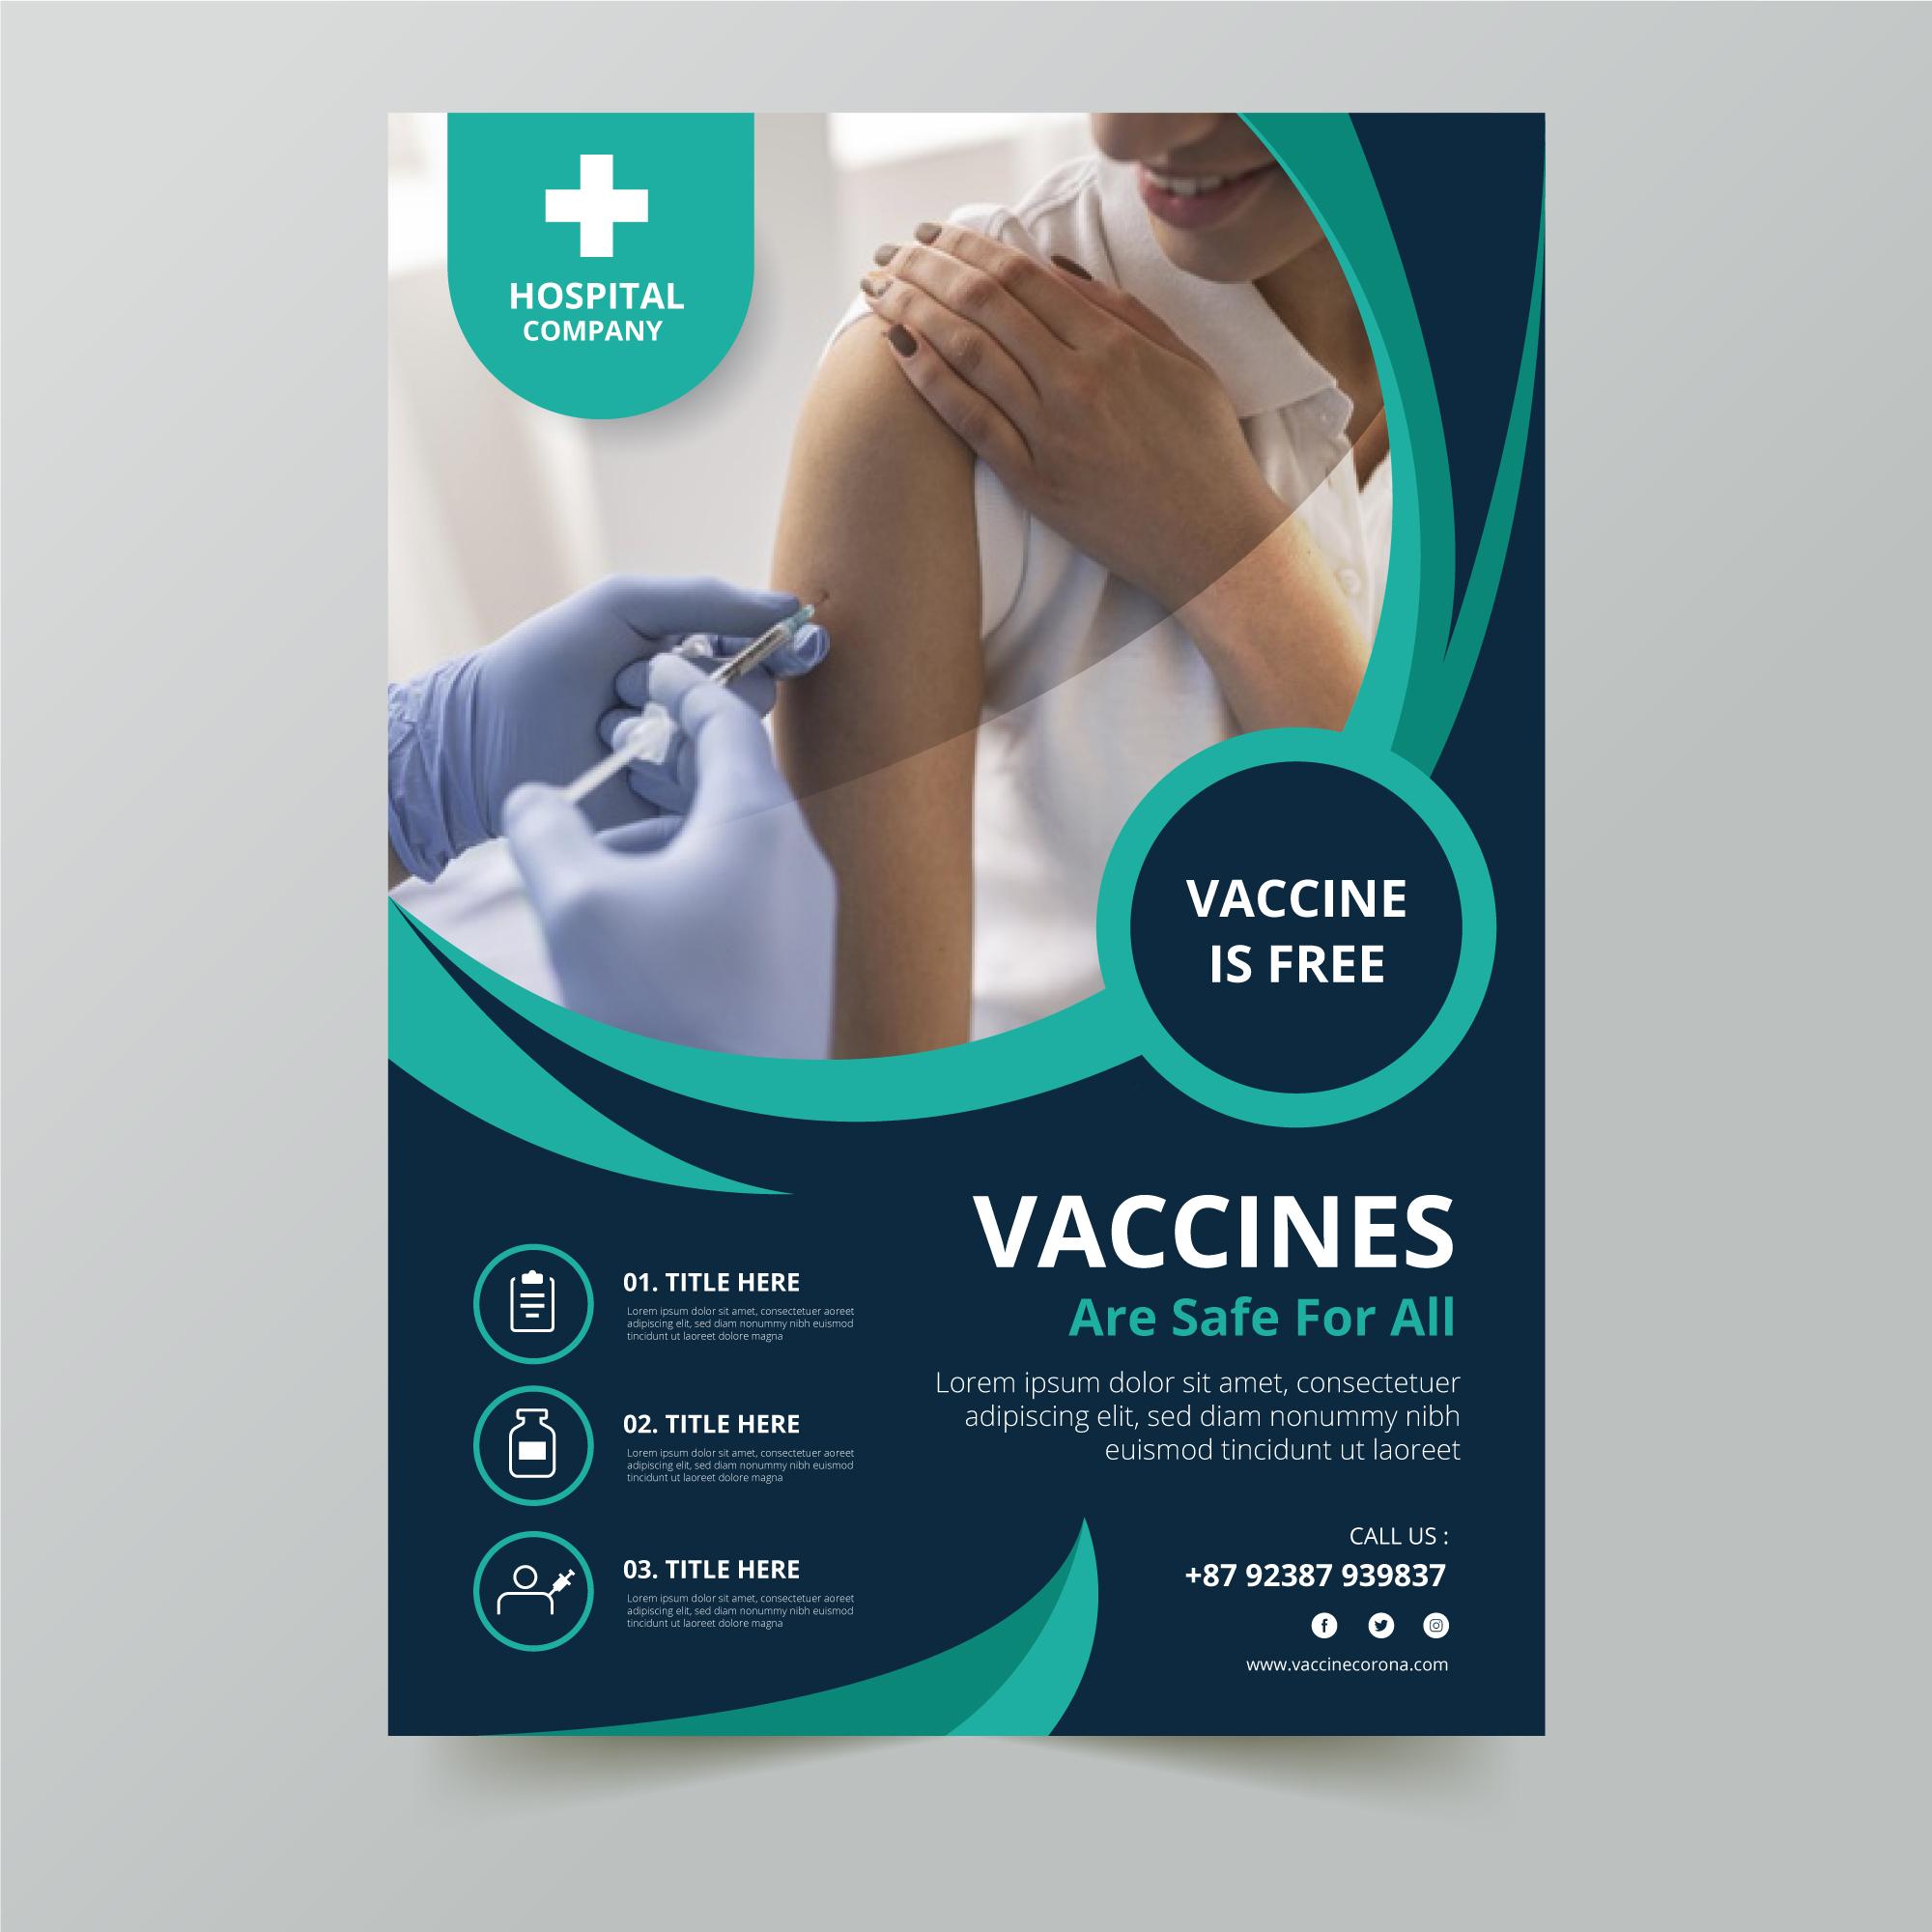 HOSPITAL
COMPANY
VACCINE
IS FREE
VACCINES
Are Safe For All
Lorem ipsum dolor sit amet, consectetuer
adipiscing elit, sed diam nonummy nibh
euismod tincidunt ut laoreet
01. TITLE HERE
Lorem ipsum dolor sit amet, consectetuer aoreet
adipiscing elit, sed diam nonummy nibh euismod
tincidunt ut laoreet dolore magna
02. TITLE HERE
Lorem ipsum dolor sit amet, consectetuer aoreet
adipiscing elit, sed diam nonummy nibh euismod
tincidunt ut laoreet dolore magna
03. TITLE HERE
Lorem ipsum dolor sit amet, consectetuer aoreet
adipiscing elit, sed diam nonummy nibh euismod
tincidunt ut laoreet dolore magna
CALL US :
+87 92387 939837
www.vaccinecorona.com